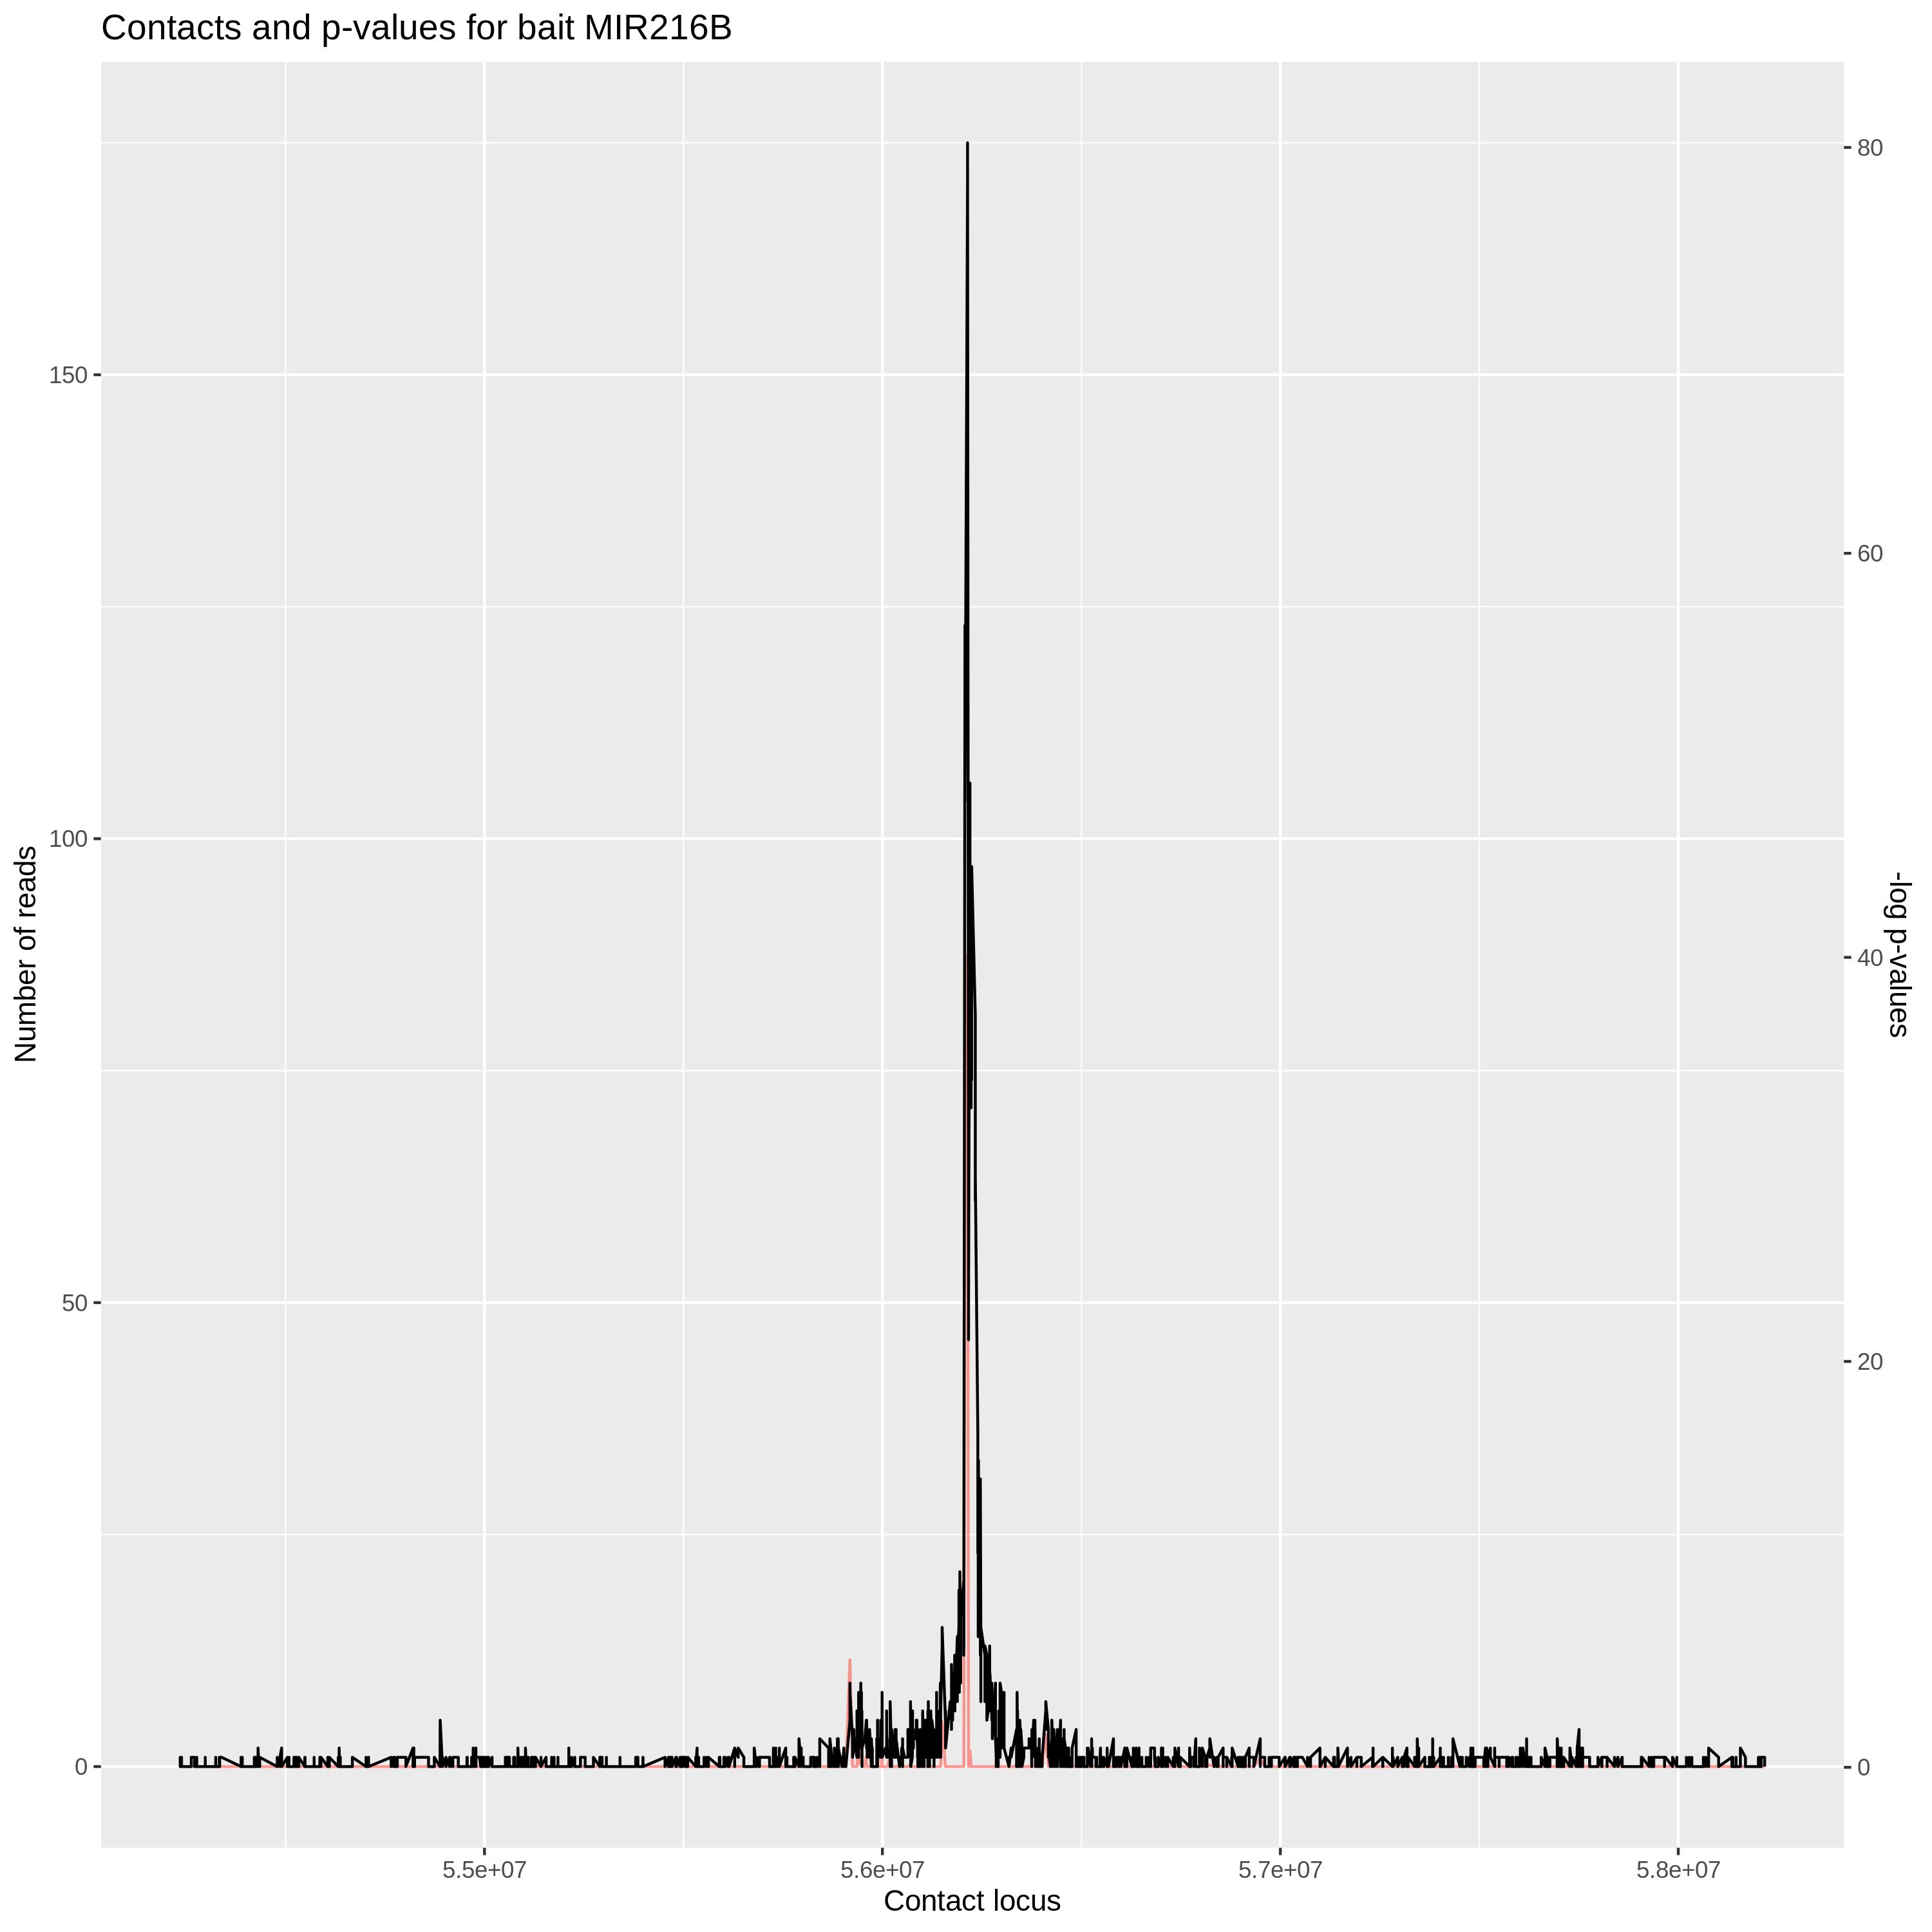 Contacts and p-values for bait MIR216B
150
100
50
0
80
60
40
20
0
Number of reads
-log p-values
5.5e+07
5.6e+07
5.7e+07
5.8e+07
Contact locus